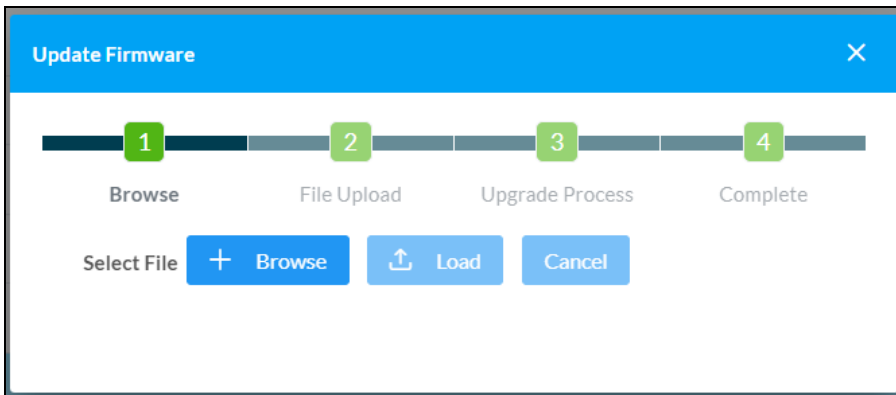 Update Firmware
1 2 3 4
Browse File Upload Upgrade Process Complete
Select File Browse Load Cancel